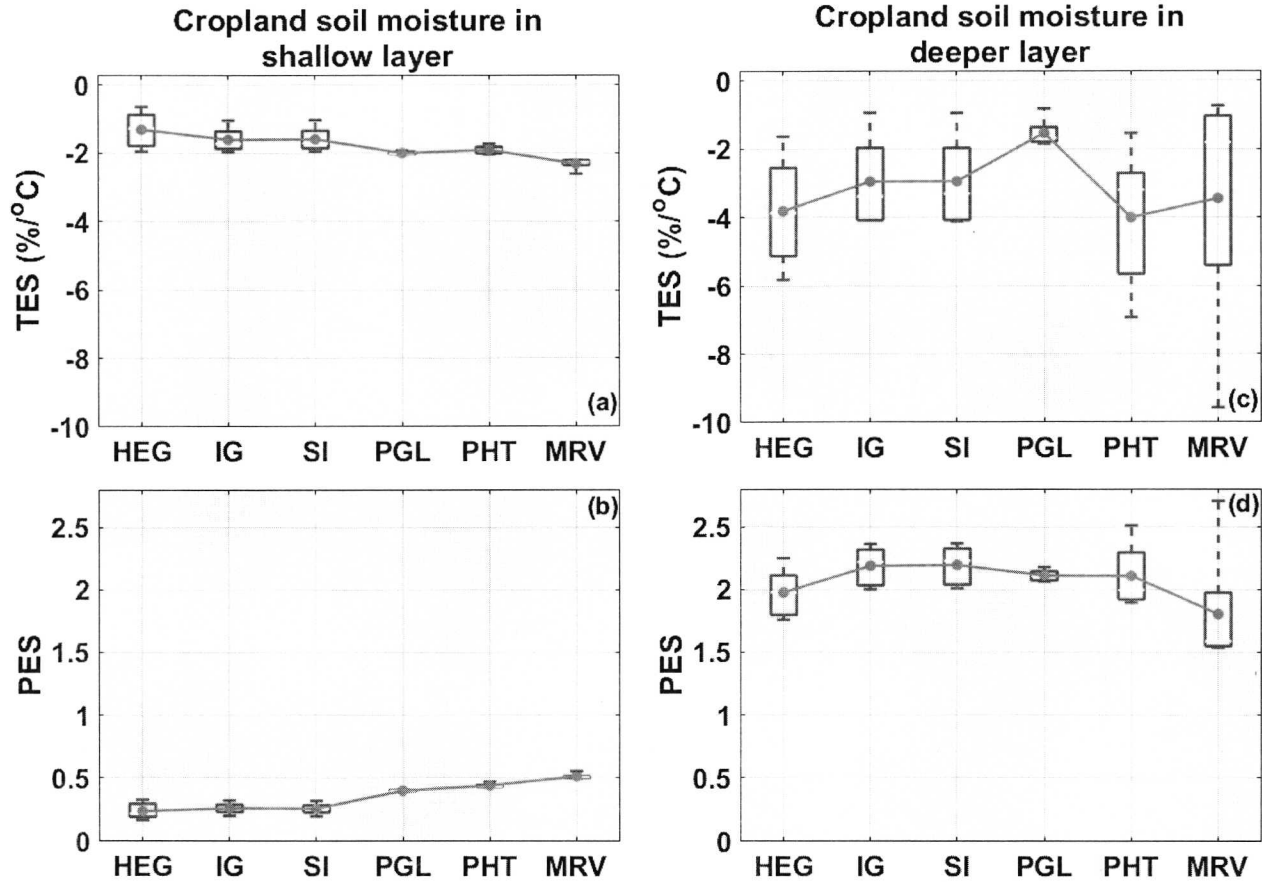 Cropland soil moisture in
shallow layer
TES (%/°C)
0
-2
-4
-6
-8
-10
(a)
HEG IG SI PGL PHT MRV
Cropland soil moisture in
deeper layer
TES (%/°C)
0
-2
-4
-6
-8
-10
(c)
HEG IG SI PGL PHT MRV
PES
2.5
2
1.5
1
0.5
0
(b)
HEG IG SI PGL PHT MRV
PES
2.5
2
1.5
1
0.5
0
(d)
HEG IG SI PGL PHT MRV